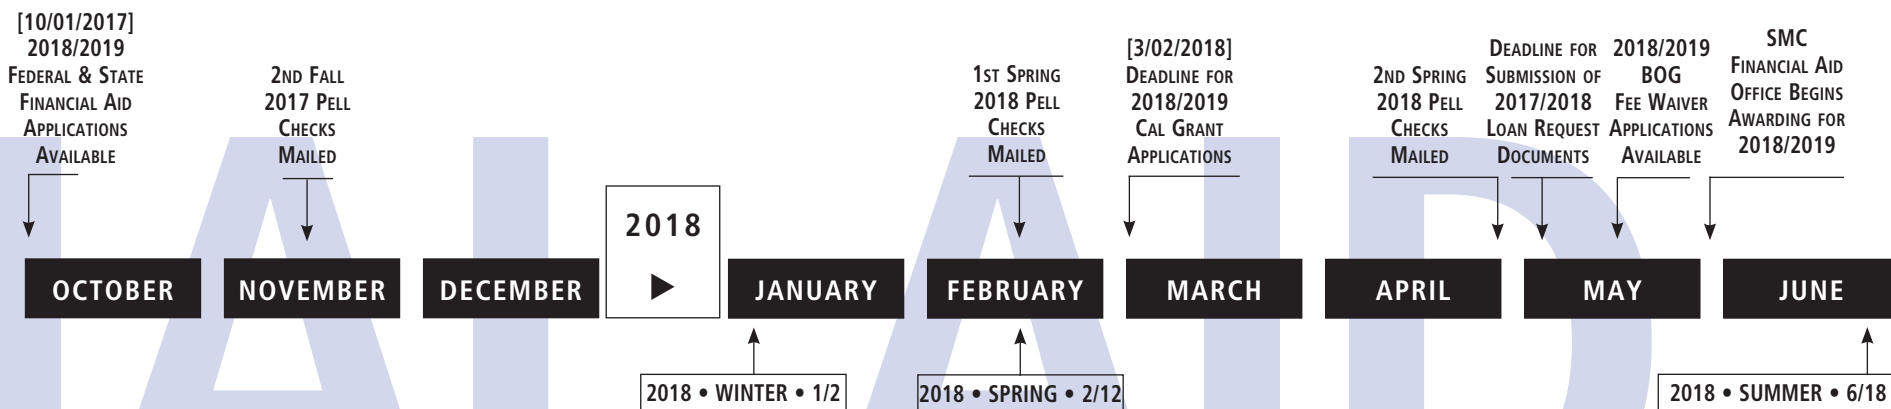 [10/01/2017]
2018/2019
Federal & State
Financial Aid
Applications
Available
2nd Fall
2017 Pell
Checks
Mailed
1st Spring
2018 Pell
Checks
Mailed
[3/02/2018]
Deadline for
2018/2019
Cal Grant
Applications
2nd Spring
2018 Pell
Checks
Mailed
Deadline for
Submission of
2017/2018
Loan Request
Documents
2018/2019
BOG
Fee Waiver
Applications
Available
SMC
Financial Aid
Office Begins
Awarding for
2018/2019
OCTOBER
NOVEMBER
DECEMBER
2018
JANUARY
FEBRUARY
MARCH
APRIL
MAY
JUNE
2018 • WINTER • 1/2
2018 • SPRING • 2/12
2018 • SUMMER • 6/18
IAL AID